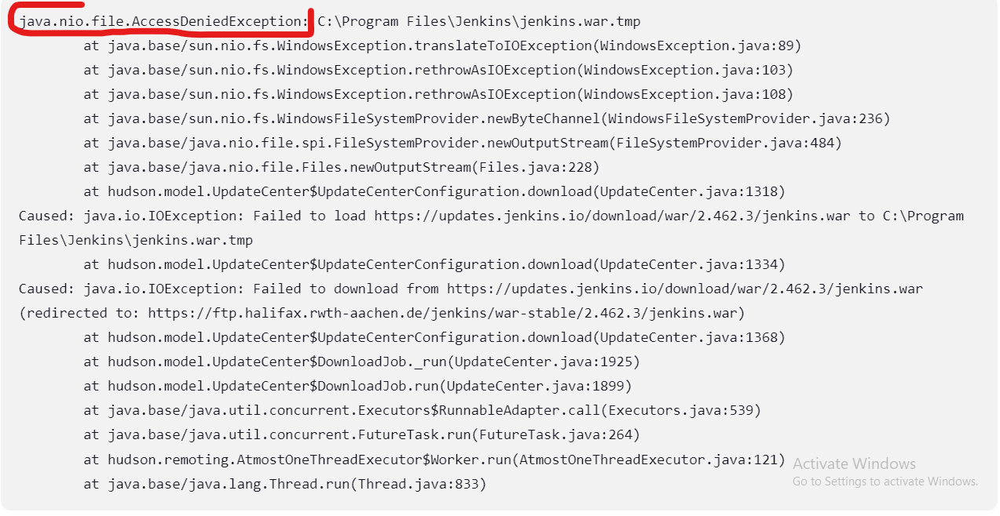 java.nio.file.AccessDeniedException: C:\Program Files\Jenkins\jenkins.war.tmp
at java.base/sun.nio.fs.WindowsException.translateToIOException(WindowsException.java:89)
at java.base/sun.nio.fs.WindowsException.rethrowAsIOException(WindowsException.java:103)
at java.base/sun.nio.fs.WindowsException.rethrowAsIOException(WindowsException.java:108)
at java.base/sun.nio.fs.WindowsFileSystemProvider.newByteChannel(WindowsFileSystemProvider.java:236)
at java.base/java.nio.file.spi.FileSystemProvider.newOutputStream(FileSystemProvider.java:484)
at java.base/java.nio.file.Files.newOutputStream(Files.java:228)
at hudson.model.UpdateCenter$UpdateCenterConfiguration.download(UpdateCenter.java:1318)
Caused: java.io.IOException: Failed to load https://updates.jenkins.io/download/war/2.462.3/jenkins.war to C:\Program
Files\Jenkins\jenkins.war.tmp
at hudson.model.UpdateCenter$UpdateCenterConfiguration.download(UpdateCenter.java:1334)
Caused: java.io.IOException: Failed to download from https://updates.jenkins.io/download/war/2.462.3/jenkins.war
(redirected to: https://ftp.halifax.rwth-aachen.de/jenkins/war-stable/2.462.3/jenkins.war)
at hudson.model.UpdateCenter$UpdateCenterConfiguration.download(UpdateCenter.java:1368)
at hudson.model.UpdateCenter$DownloadJob._run(UpdateCenter.java:1925)
at hudson.model.UpdateCenter$DownloadJob.run(UpdateCenter.java:1899)
at java.base/java.util.concurrent.Executors$RunnableAdapter.call(Executors.java:539)
at java.base/java.util.concurrent.FutureTask.run(FutureTask.java:264)
at hudson.remoting.AtmostOneThreadExecutor$Worker.run(AtmostOneThreadExecutor.java:121)
at java.base/java.lang.Thread.run(Thread.java:833)
Activate Windows
Go to Settings to activate Windows.